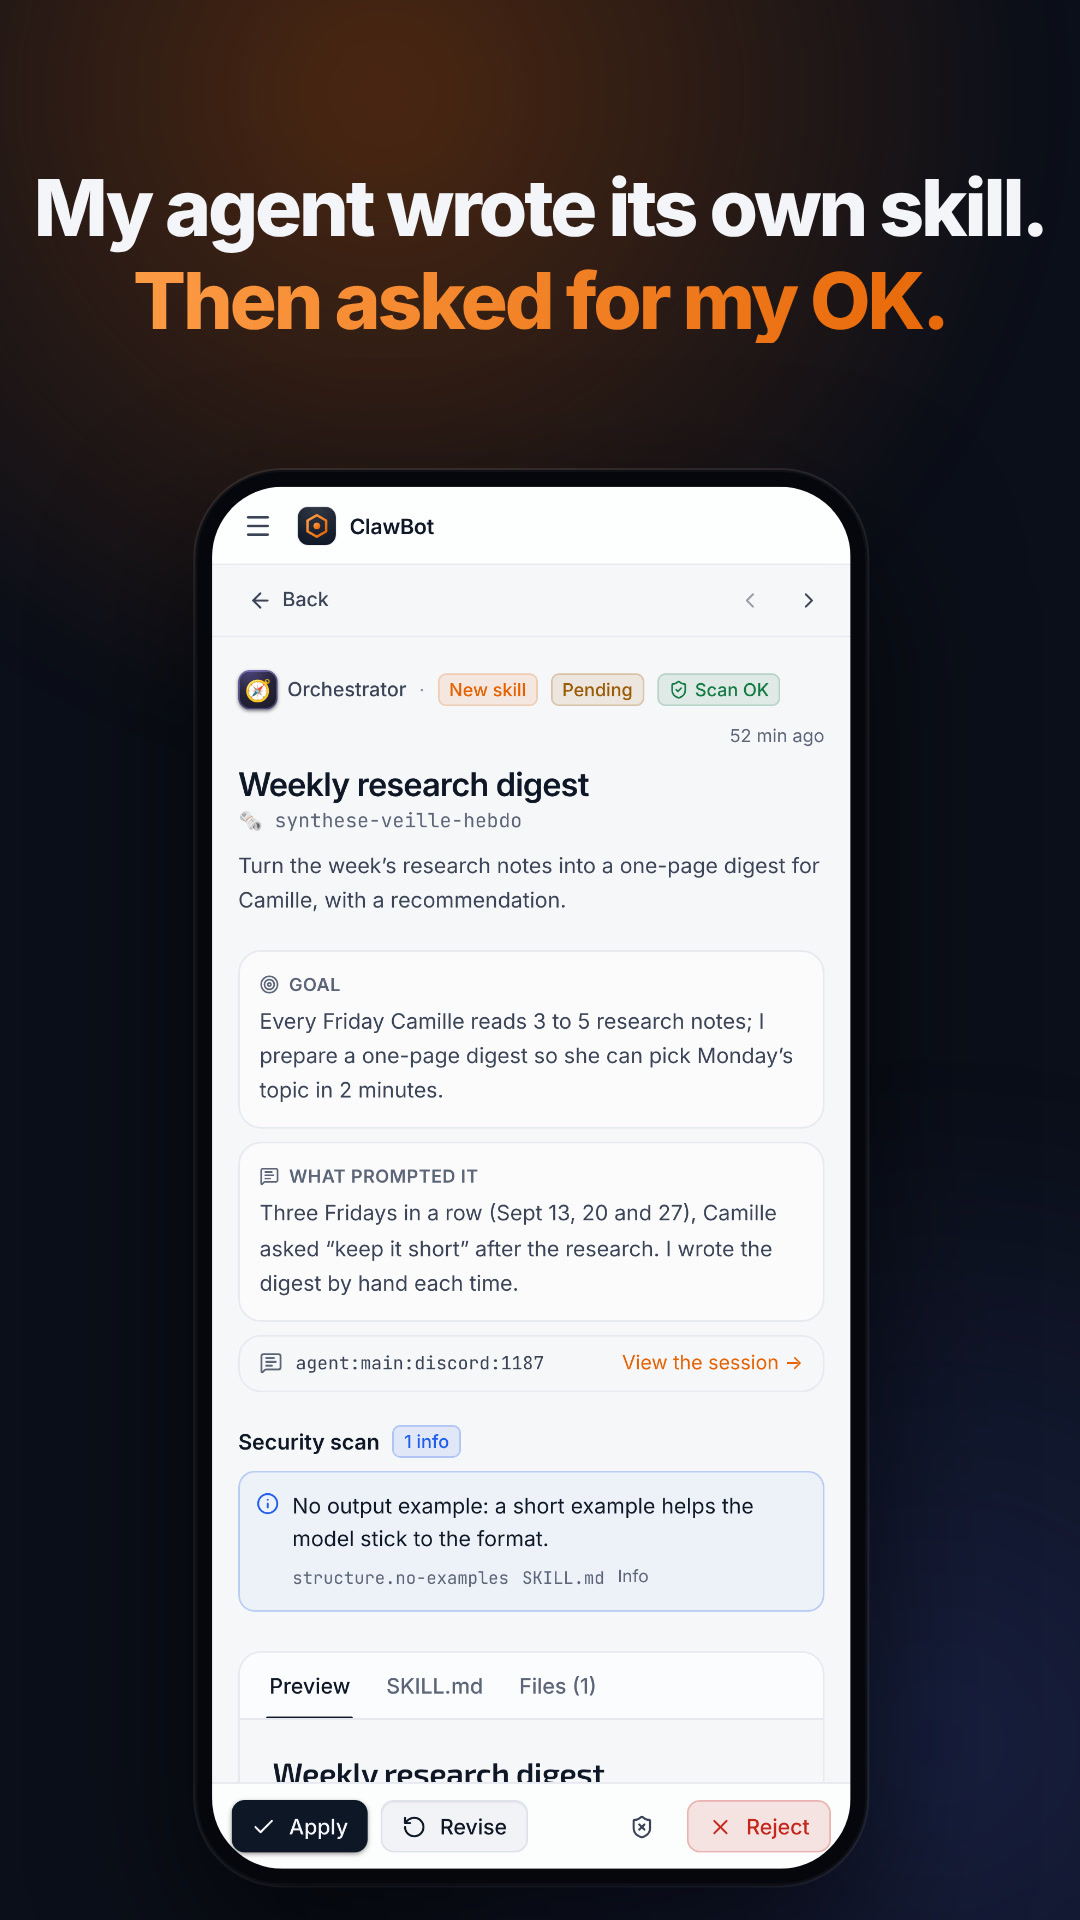 My agent wrote its own skill.
Then asked for my OK.
ClawBot
Back
Orchestrator · New skill Pending Scan OK
52 min ago
Weekly research digest
synthese-veille-hebdo
Turn the week’s research notes into a one-page digest for
Camille, with a recommendation.
GOAL
Every Friday Camille reads 3 to 5 research notes; I
prepare a one-page digest so she can pick Monday’s
topic in 2 minutes.
WHAT PROMPTED IT
Three Fridays in a row (Sept 13, 20 and 27), Camille
asked “keep it short” after the research. I wrote the
digest by hand each time.
agent:main:discord:1187 View the session →
Security scan 1 info
No output example: a short example helps the
model stick to the format.
structure.no-examples SKILL.md Info
Preview SKILL.md Files (1)
Weekly research digest
Apply Revise Reject